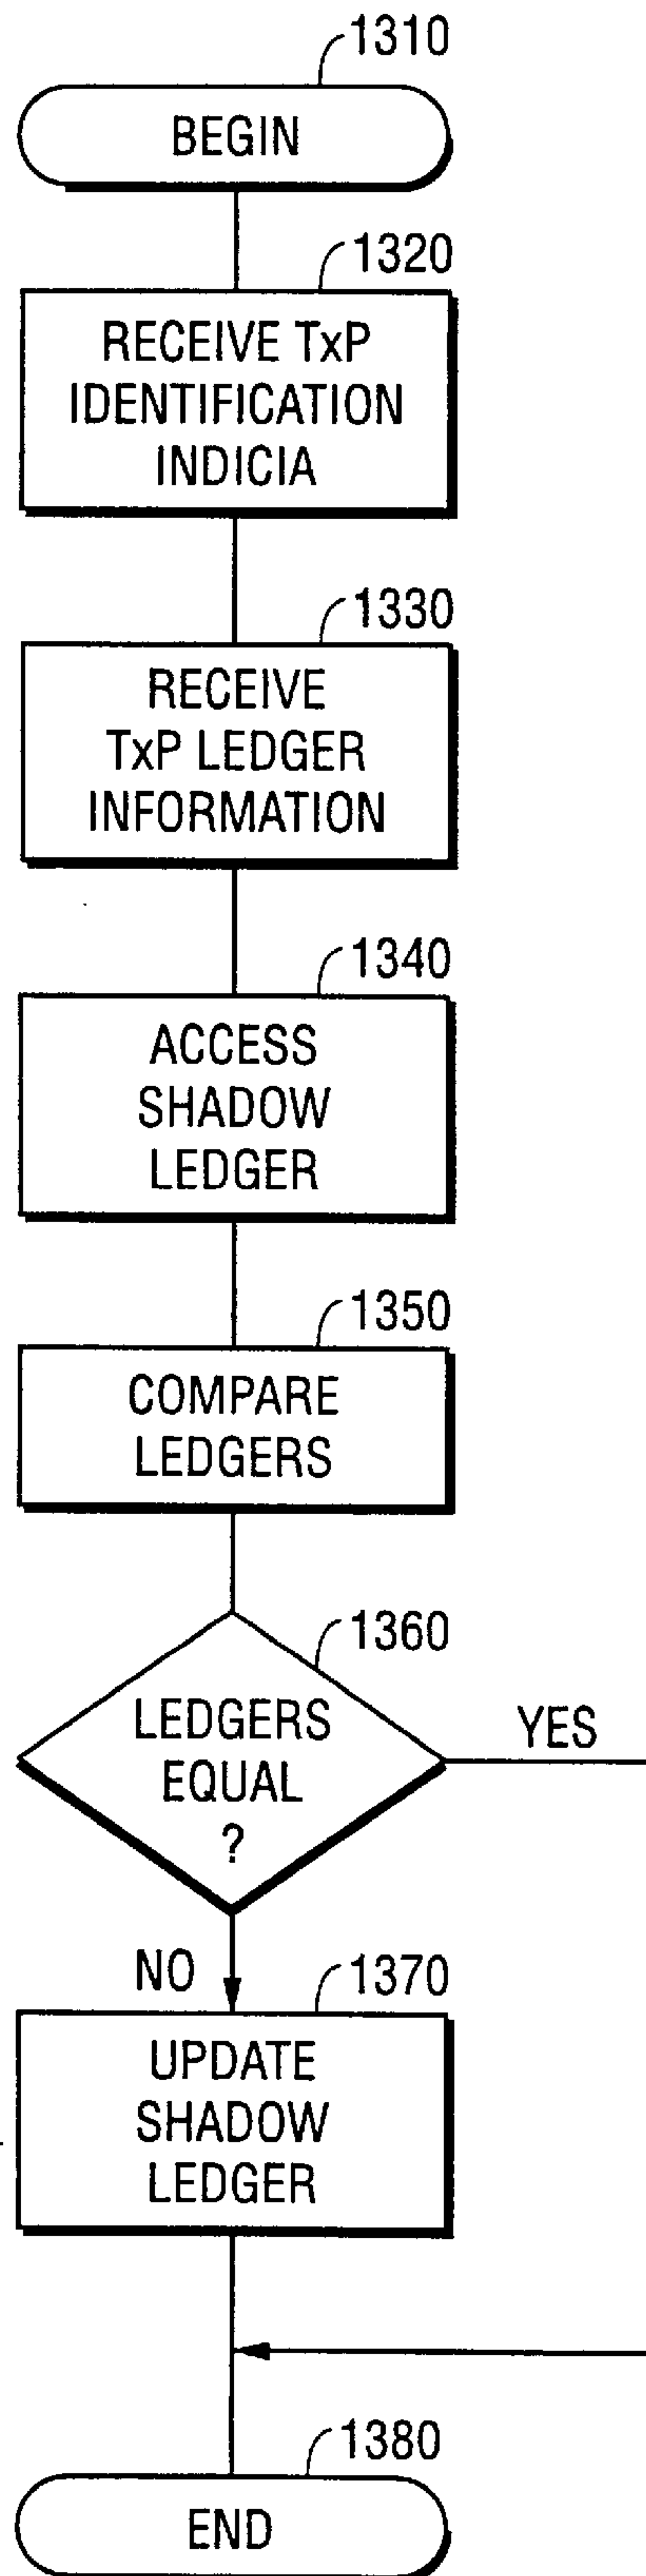 1310
BEGIN
1320
RECEIVE TxP
IDENTIFICATION
INDICIA
1330
RECEIVE
TxP LEDGER
INFORMATION
1340
ACCESS
SHADOW
LEDGER
1350
COMPARE
LEDGERS
1360
LEDGERS
EQUAL
?
YES
NO
1370
UPDATE
SHADOW
LEDGER
1380
END